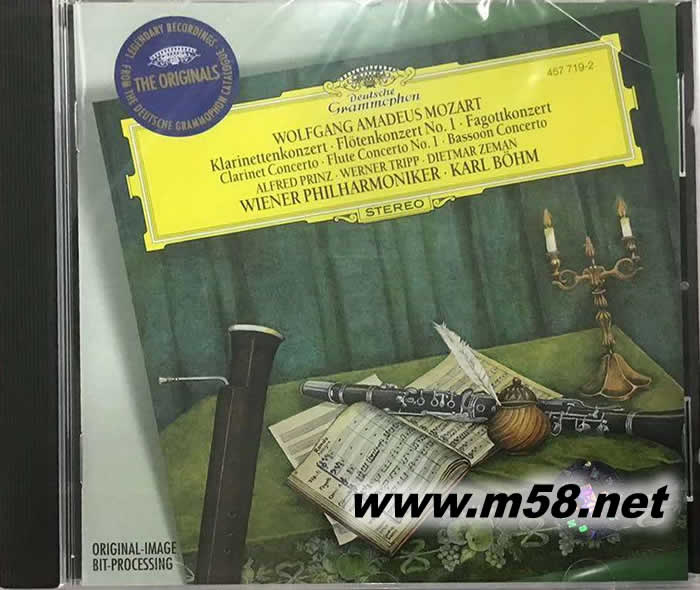 LEGENDARY RECORDINGS
FROM THE DEUTSCHE GRAMMOPHON CATALOGUE
THE ORIGINALS
457 719-2
Deutsche
Grammophon
WOLFGANG AMADEUS MOZART
Klarinettenkonzert · Flötenkonzert No. 1 · Fagottkonzert
Clarinet Concerto · Flute Concerto No. 1 · Bassoon Concerto
ALFRED PRINZ · WERNER TRIPP · DIETMAR ZEMAN
WIENER PHILHARMONIKER · KARL BÖHM
STEREO
www.m58.net
ORIGINAL-IMAGE
BIT-PROCESSING